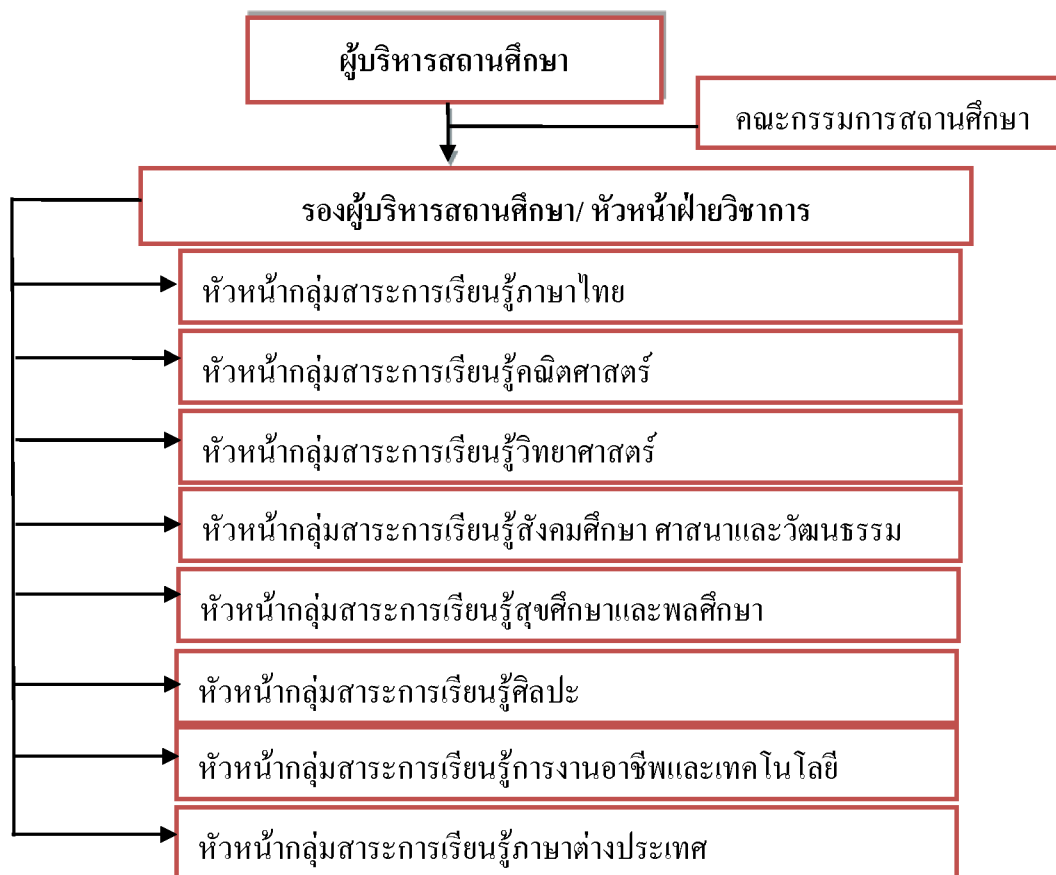 ผู้บริหารสถานศึกษา
คณะกรรมการสถานศึกษา
รองผู้บริหารสถานศึกษา/ หัวหน้าฝ่ายวิชาการ
หัวหน้ากลุ่มสาระการเรียนรู้ภาษาไทย
หัวหน้ากลุ่มสาระการเรียนรู้คณิตศาสตร์
หัวหน้ากลุ่มสาระการเรียนรู้วิทยาศาสตร์
หัวหน้ากลุ่มสาระการเรียนรู้สังคมศึกษา ศาสนาและวัฒนธรรม
หัวหน้ากลุ่มสาระการเรียนรู้สุขศึกษาและพลศึกษา
หัวหน้ากลุ่มสาระการเรียนรู้ศิลปะ
หัวหน้ากลุ่มสาระการเรียนรู้การงานอาชีพและเทคโนโลยี
หัวหน้ากลุ่มสาระการเรียนรู้ภาษาต่างประเทศ